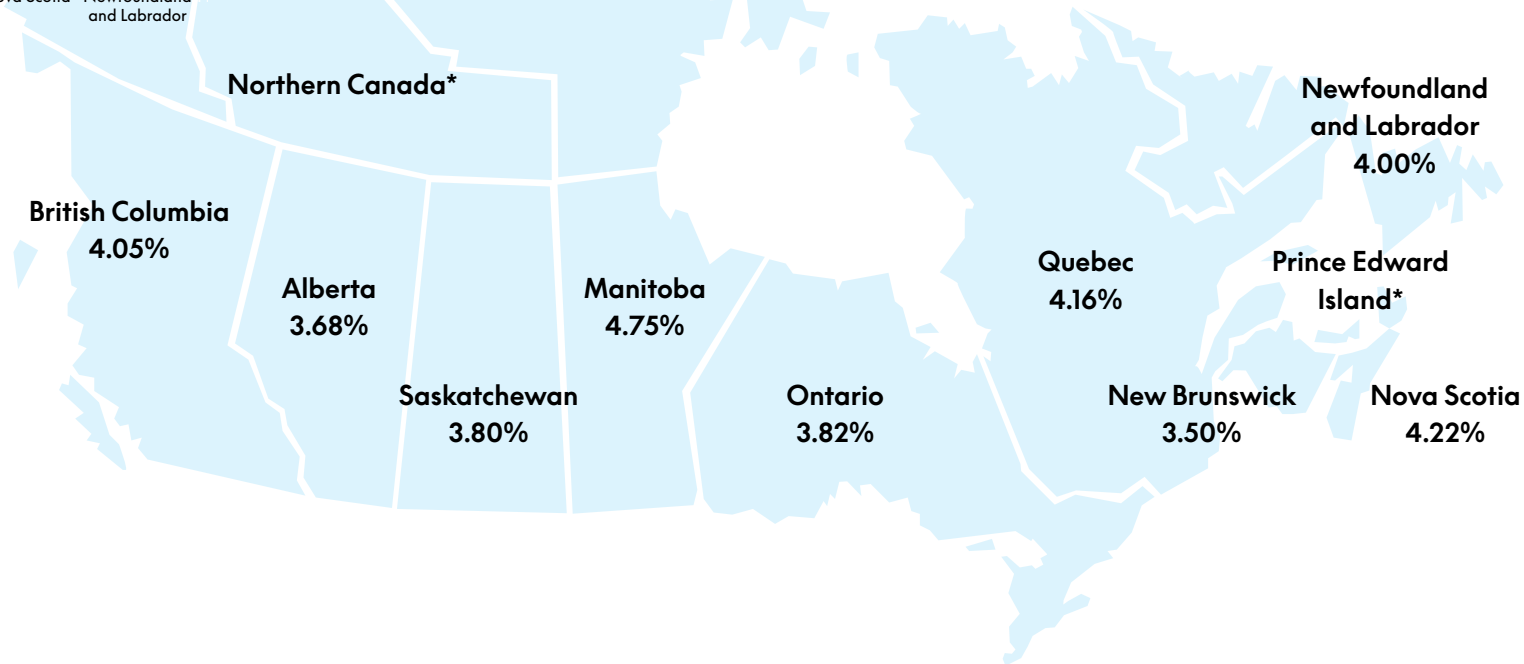 and Labrador
Northern Canada*
Newfoundland
and Labrador
4.00%
British Columbia
4.05%
Quebec
4.16%
Prince Edward
Island*
Alberta
3.68%
Manitoba
4.75%
Saskatchewan
3.80%
Ontario
3.82%
New Brunswick
3.50%
Nova Scotia
4.22%